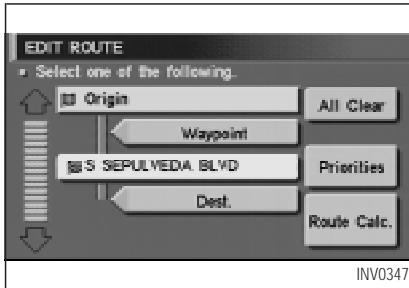 EDIT ROUTE
Select one of the following.
Origin
All Clear
Waypoint
S SEPULVEDA BLVD
Priorities
Dest.
Route Calc.
INV0347